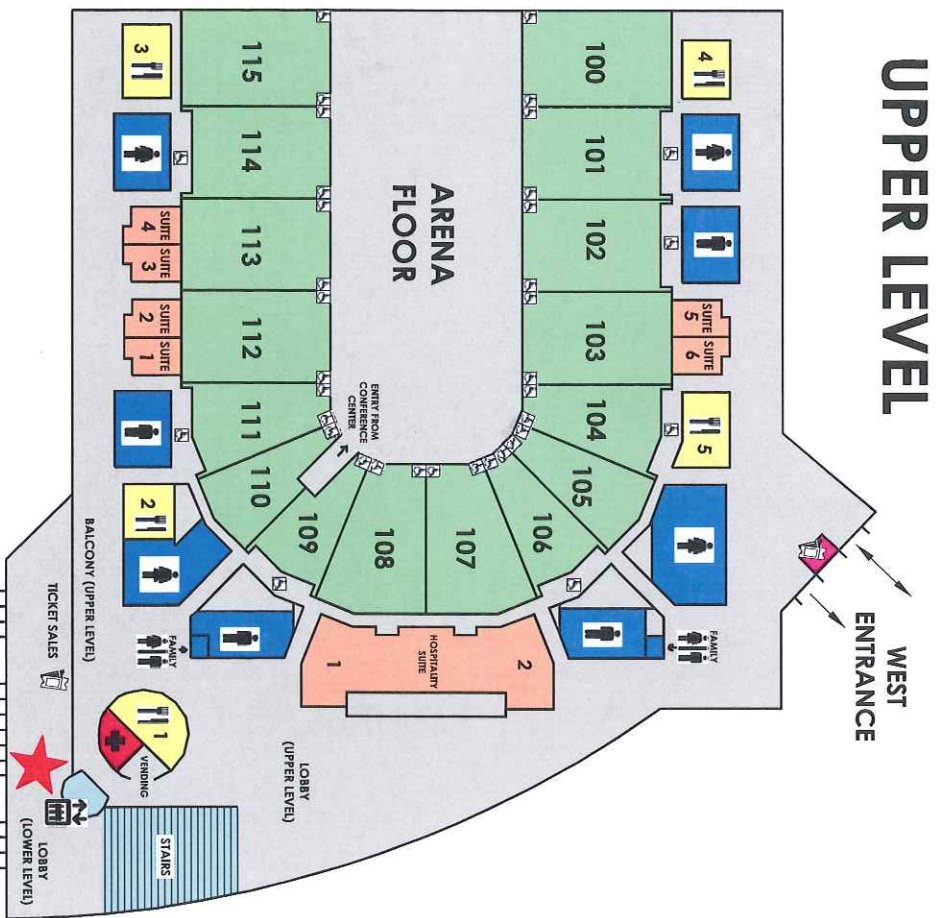 UPPER LEVEL
WEST
ENTRANCE
4
5
3
2
1
100
101
102
103
104
105
106
107
108
109
110
111
112
113
114
115
ARENA
FLOOR
SUITE
5
SUITE
6
SUITE
4
SUITE
3
SUITE
2
SUITE
1
ENTRY FROM
CONFERENCE
CENTER
FAMILY
FAMILY
HOSPITALITY
SUITE
1
2
BALCONY (UPPER LEVEL)
TICKET SALES
VENDING
LOBBY
(UPPER LEVEL)
STAIRS
LOBBY
(LOWER LEVEL)